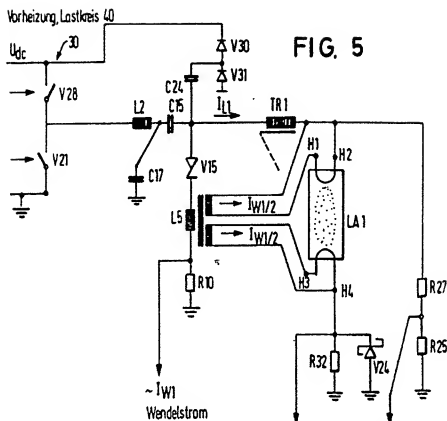 Vorheizung, Lastkreis 40
FIG. 5
Udc
30
V30
V31
C24
V28
L2
C15
IL1
TR1
V21
C17
V15
H1
H2
L5
IW1/2
IW1/2
LA1
H3
H4
R10
R27
R25
R32
V24
~IW1
Wendelstrom